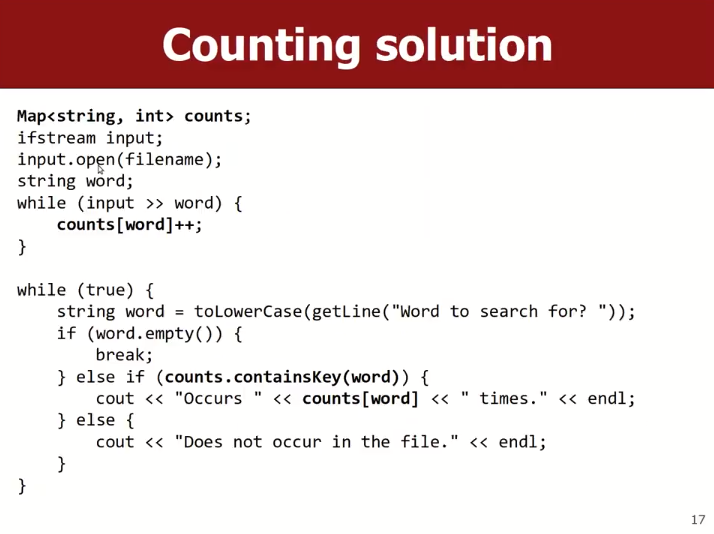 Counting solution
Map<string, int> counts;
ifstream input;
input.open(filename);
string word;
while (input >> word) {
    counts[word]++;
}
while (true) {
    string word = toLowerCase(getLine("Word to search for? "));
    if (word.empty()) {
        break;
    } else if (counts.containsKey(word)) {
        cout << "Occurs " << counts[word] << " times." << endl;
    } else {
        cout << "Does not occur in the file." << endl;
    }
}
17